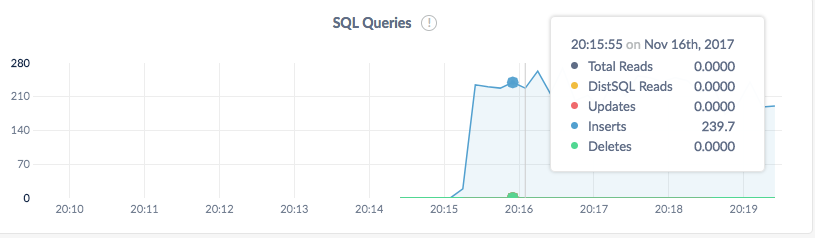 SQL Queries !
20:15:55 on Nov 16th, 2017
Total Reads 0.0000
DistSQL Reads 0.0000
Updates 0.0000
Inserts 239.7
Deletes 0.0000
280
210
140
70
0
20:10 20:11 20:12 20:13 20:14 20:15 20:16 20:17 20:18 20:19